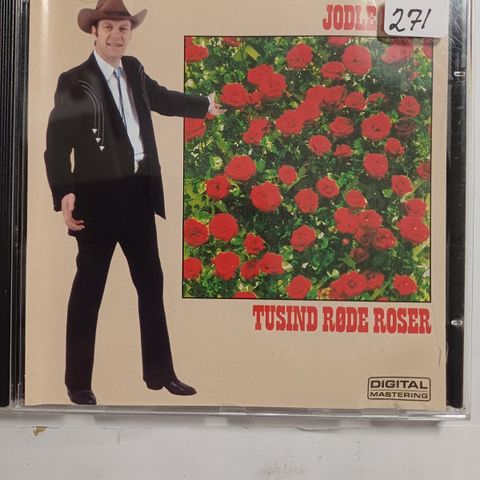 JODLE
271
TUSIND RØDE ROSER
DIGITAL
MASTERING